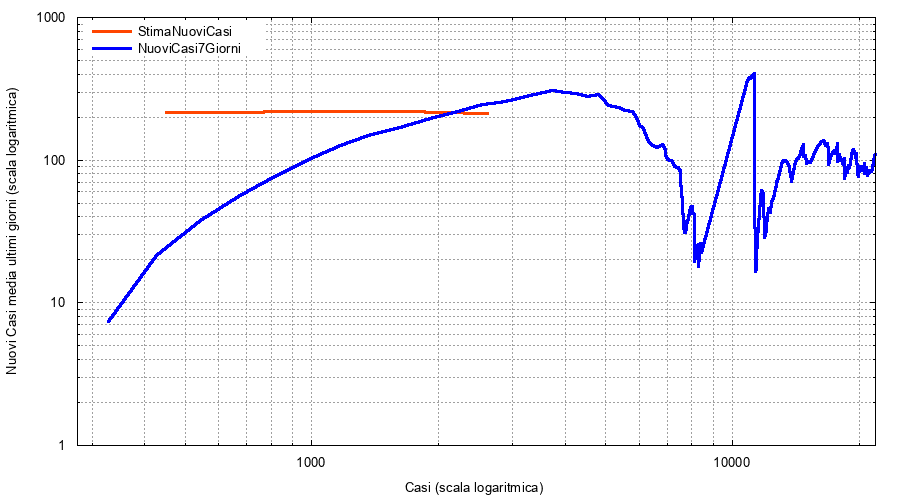 1000
StimaNuoviCasi
NuoviCasi7Giorni
100
10
1
Nuovi Casi media ultimi giorni (scala logaritmica)
1000
10000
Casi (scala logaritmica)